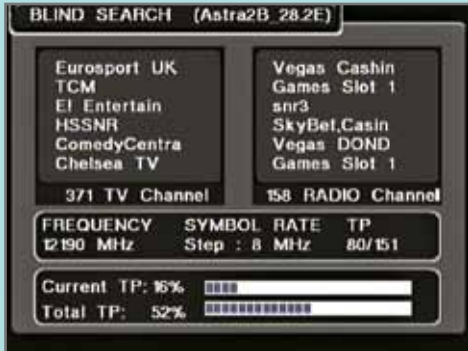 BLIND SEARCH (Astra2B_28.2E)
Eurosport UK
TCM
E! Entertain
HSSNR
ComedyCentra
Chelsea TV
371 TV Channel
Vegas Cashin
Games Slot 1
snr3
SkyBet,Casin
Vegas DOND
Games Slot 1
158 RADIO Channel
FREQUENCY SYMBOL RATE TP
12190 MHz Step : 8 MHz 80/151
Current TP: 16%
Total TP: 52%